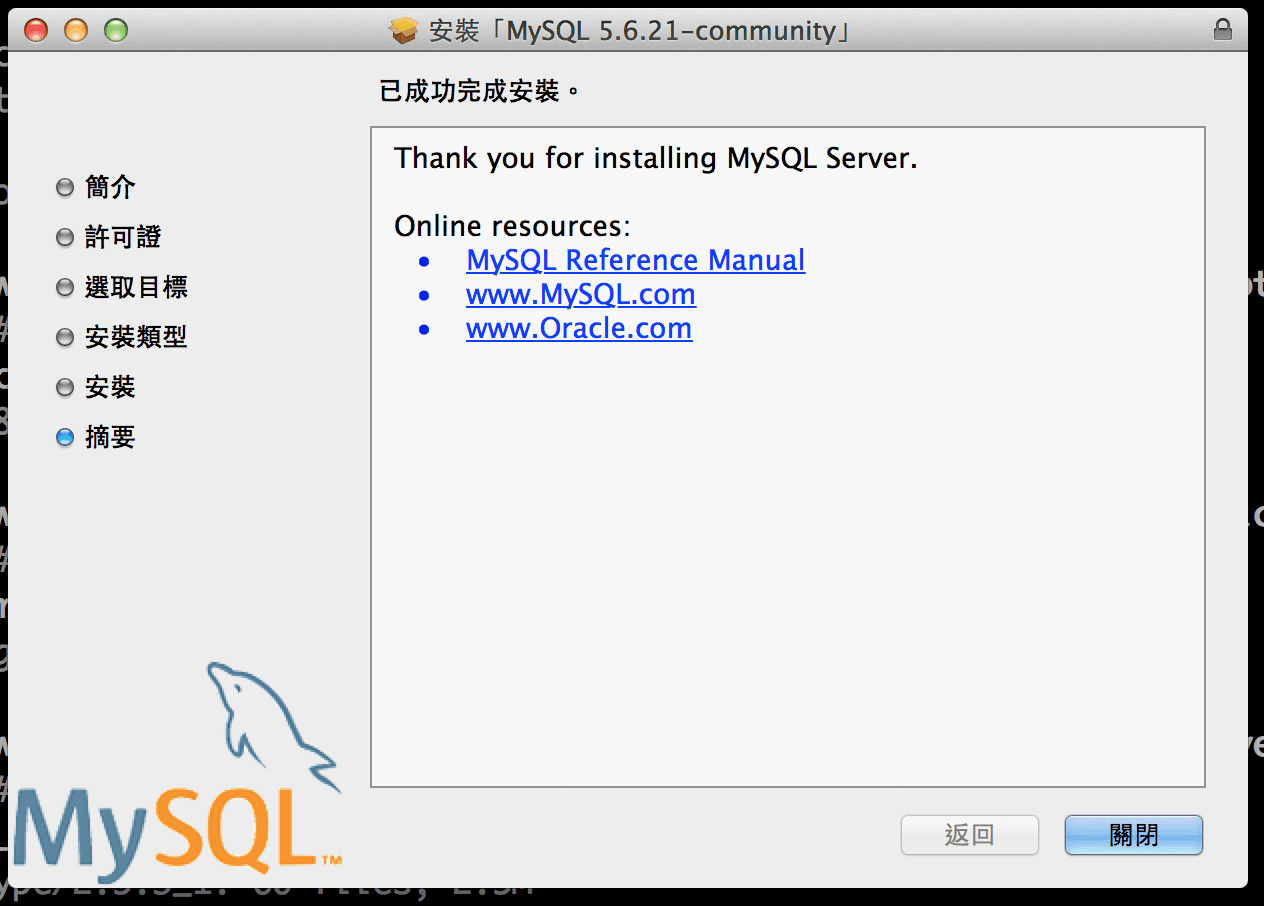 安裝「MySQL 5.6.21-community」
已成功完成安裝。
簡介
許可證
選取目標
安裝類型
安裝
摘要
Thank you for installing MySQL Server.
Online resources:
• MySQL Reference Manual
• www.MySQL.com
• www.Oracle.com
MySQL™
返回
關閉